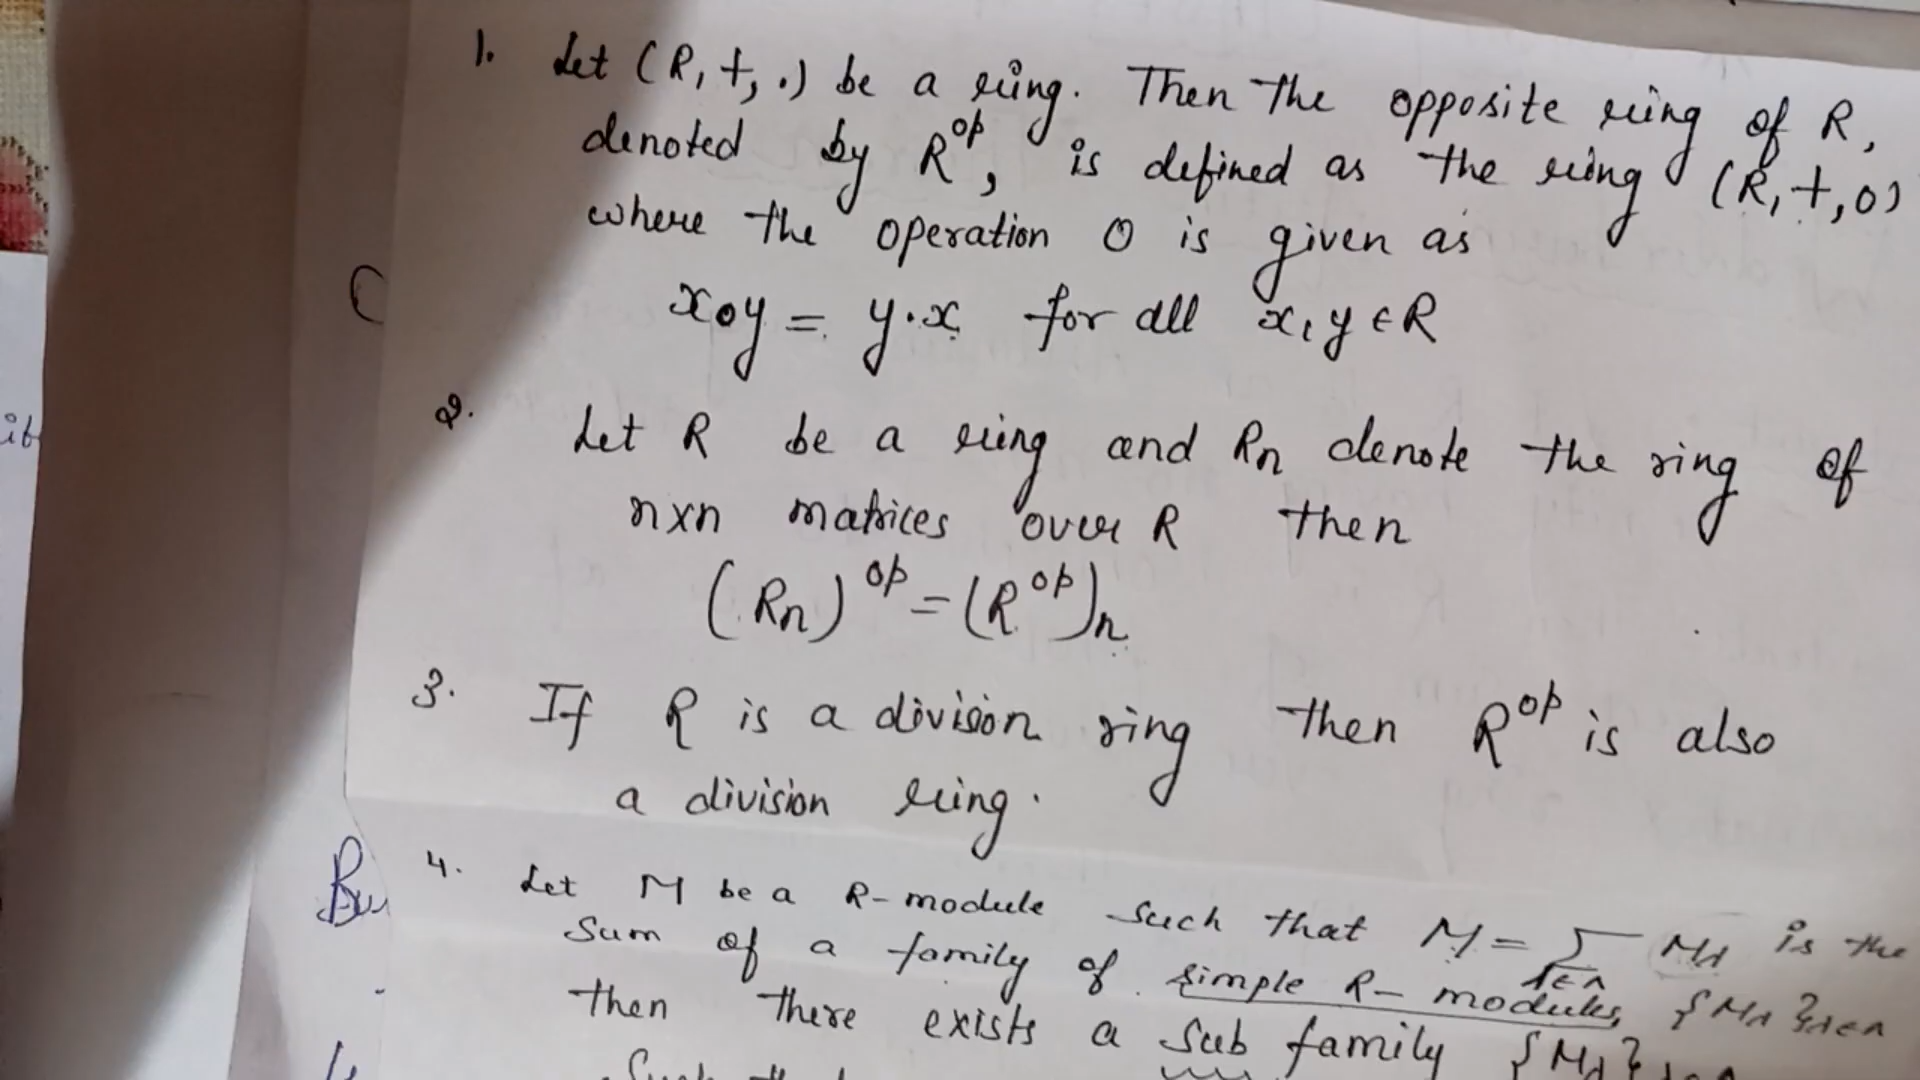 1. Let (R, +, .) be a ring. Then the opposite ring of R,
denoted by R^op, is defined as the ring (R, +, o)
where the operation o is given as
x o y = y . x for all x, y ∈ R
2. Let R be a ring and Rn denote the ring of
n x n matrices over R then
(Rn)^op = (R^op)n
3. If R is a division ring then R^op is also
a division ring.
4. Let M be a R-module such that M = Σ_{λ∈Λ} Mλ is the
sum of a family of simple R-modules, {Mλ}λ∈Λ
then there exists a sub family {Mλ}
Such that